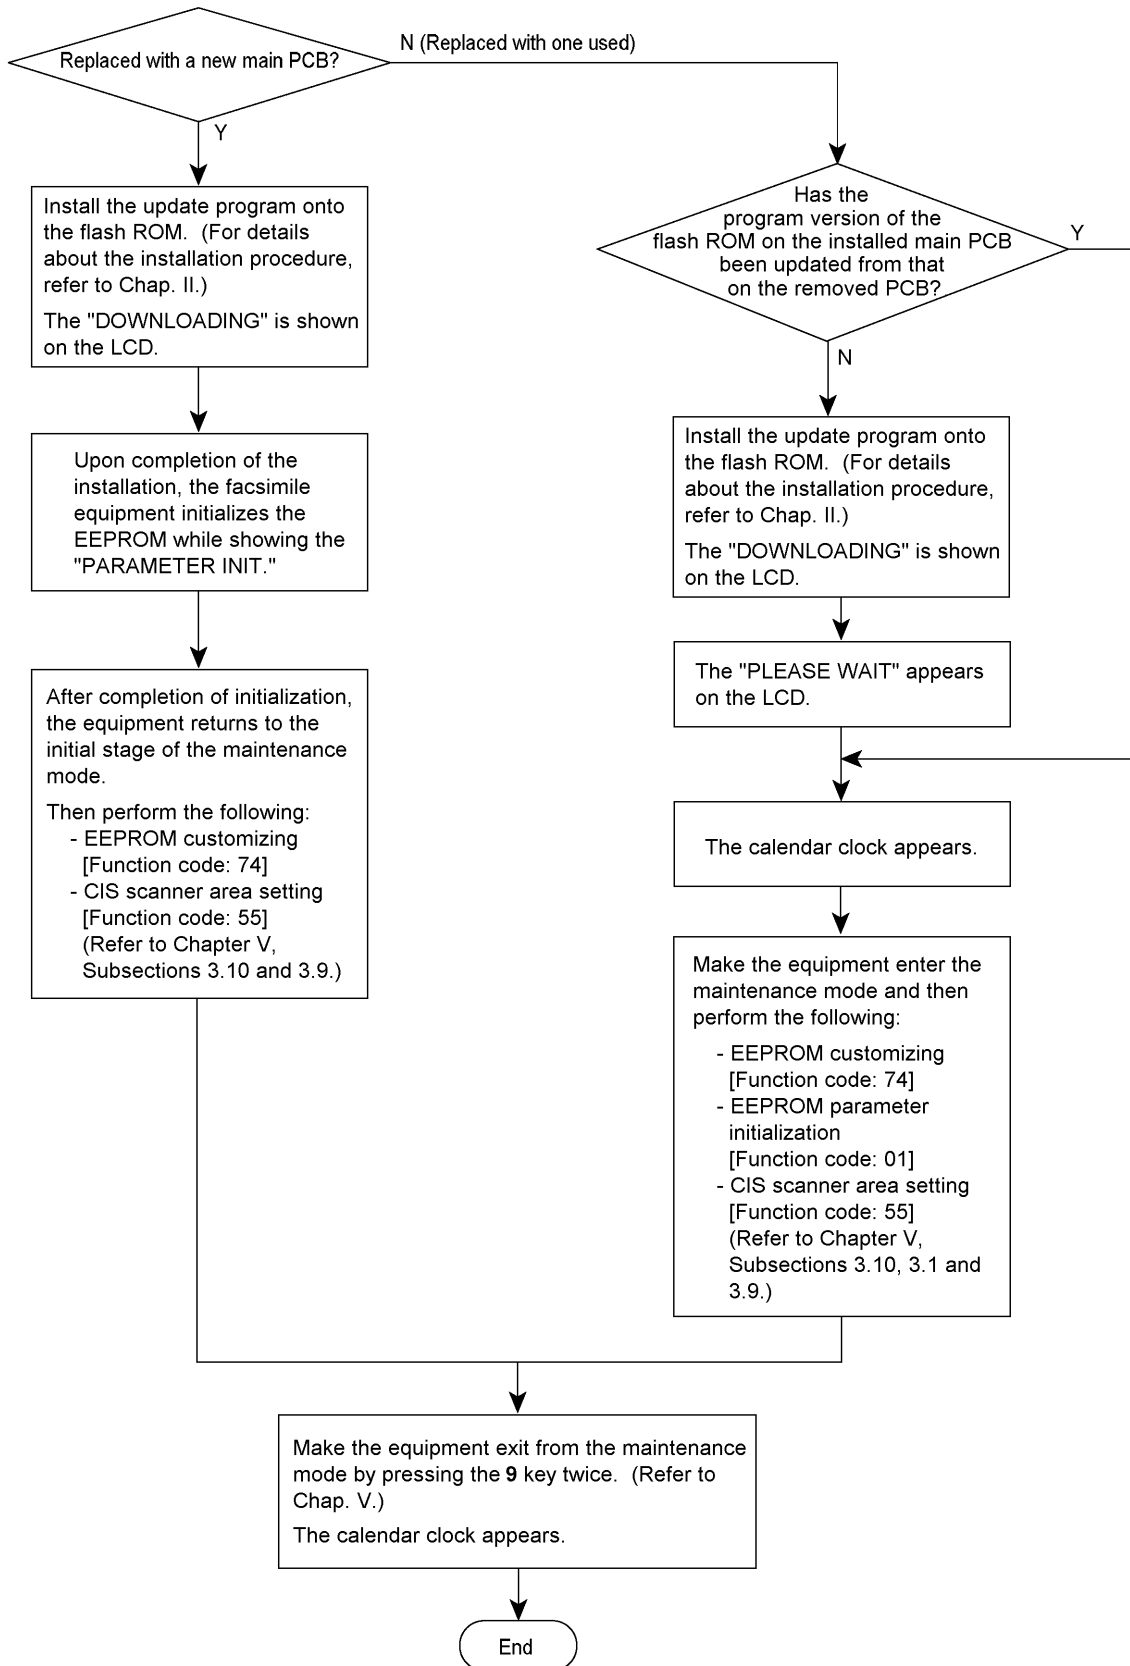 Replaced with a new main PCB?
N (Replaced with one used)
Y
Install the update program onto
the flash ROM. (For details
about the installation procedure,
refer to Chap. II.)
The "DOWNLOADING" is shown
on the LCD.
Upon completion of the
installation, the facsimile
equipment initializes the
EEPROM while showing the
"PARAMETER INIT."
After completion of initialization,
the equipment returns to the
initial stage of the maintenance
mode.
Then perform the following:
- EEPROM customizing
[Function code: 74]
- CIS scanner area setting
[Function code: 55]
(Refer to Chapter V,
Subsections 3.10 and 3.9.)
Has the
program version of the
flash ROM on the installed main PCB
been updated from that
on the removed PCB?
Y
N
Install the update program onto
the flash ROM. (For details
about the installation procedure,
refer to Chap. II.)
The "DOWNLOADING" is shown
on the LCD.
The "PLEASE WAIT" appears
on the LCD.
The calendar clock appears.
Make the equipment enter the
maintenance mode and then
perform the following:
- EEPROM customizing
[Function code: 74]
- EEPROM parameter
initialization
[Function code: 01]
- CIS scanner area setting
[Function code: 55]
(Refer to Chapter V,
Subsections 3.10, 3.1 and
3.9.)
Make the equipment exit from the maintenance
mode by pressing the 9 key twice. (Refer to
Chap. V.)
The calendar clock appears.
End